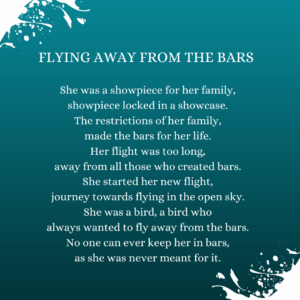 FLYING AWAY FROM THE BARS
She was a showpiece for her family,
showpiece locked in a showcase.
The restrictions of her family,
made the bars for her life.
Her flight was too long,
away from all those who created bars.
She started her new flight,
journey towards flying in the open sky.
She was a bird, a bird who
always wanted to fly away from the bars.
No one can ever keep her in bars,
as she was never meant for it.